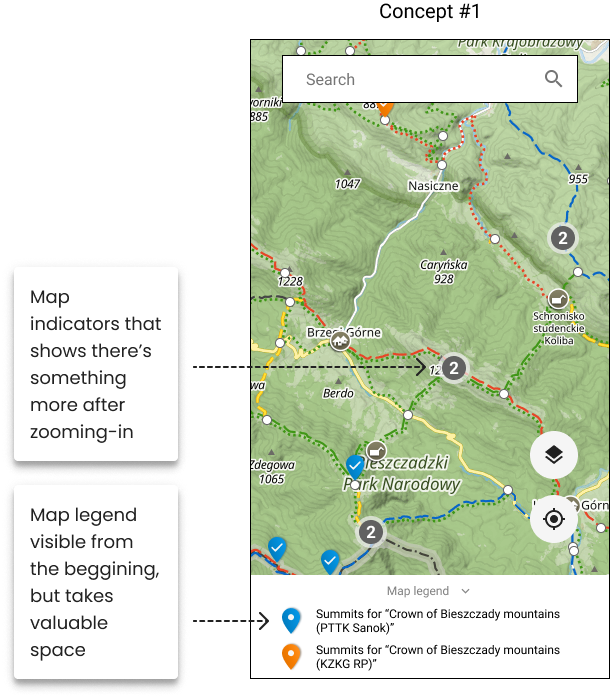 Concept #1
Park Krajobrazowy
Search
885
88
1047
955
Nasiczne
2
Caryńska
928
1228
Schronisko
studenckie
Koliba
Map
indicators that
shows there's
something
more after
zooming-in
Brzegi Górne
2
Berdo
Zdegowa
1065
Bieszczadzki
Park Narodowy
Górn
2
Map legend
visible from
the beggining,
but takes
valuable
space
Map legend
Summits for “Crown of Bieszczady mountains
(PTTK Sanok)”
Summits for “Crown of Bieszczady mountains
(KZKG RP)”